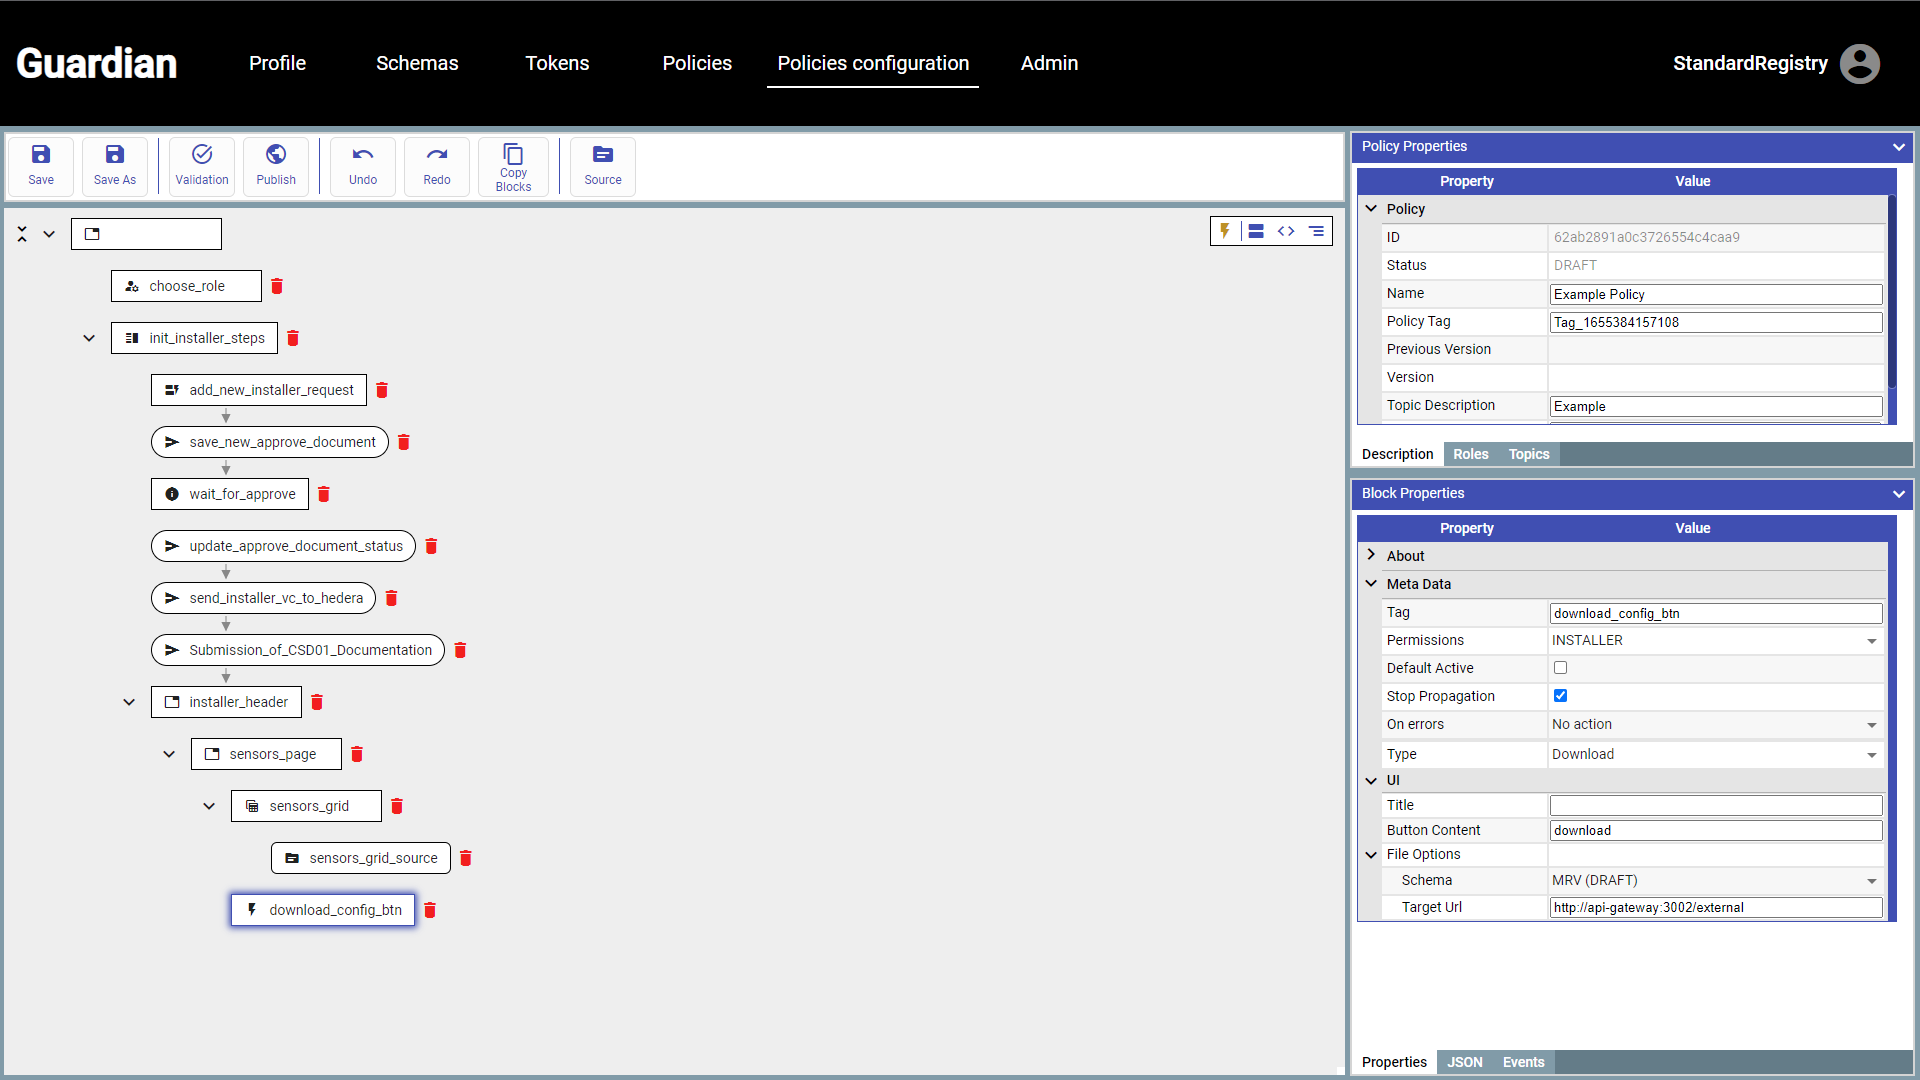 Guardian
Profile
Schemas
Tokens
Policies
Policies configuration
Admin
StandardRegistry
Save
Save As
Validation
Publish
Undo
Redo
Copy
Blocks
Source
choose_role
init_installer_steps
add_new_installer_request
save_new_approve_document
wait_for_approve
update_approve_document_status
send_installer_vc_to_hedera
Submission_of_CSD01_Documentation
installer_header
sensors_page
sensors_grid
sensors_grid_source
download_config_btn
Policy Properties
Property Value
Policy
ID 62ab2891a0c3726554c4caa9
Status DRAFT
Name Example Policy
Policy Tag Tag_1655384157108
Previous Version
Version
Topic Description Example
Description Roles Topics
Block Properties
Property Value
About
Meta Data
Tag download_config_btn
Permissions INSTALLER
Default Active
Stop Propagation
On errors No action
Type Download
UI
Title
Button Content download
File Options
Schema MRV (DRAFT)
Target Url http://api-gateway:3002/external
Properties JSON Events